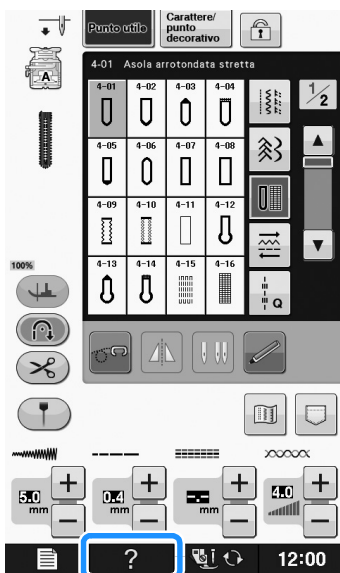 Punto utile
Carattere/
punto
decorativo
4-01 Asola arrotondata stretta
A
4-01 4-02 4-03 4-04
1/2
4-05 4-06 4-07 4-08
4-09 4-10 4-11 4-12
4-13 4-14 4-15 4-16
Q
100%
5.0 mm
0.4 mm
-.- mm
4.0
?
12:00